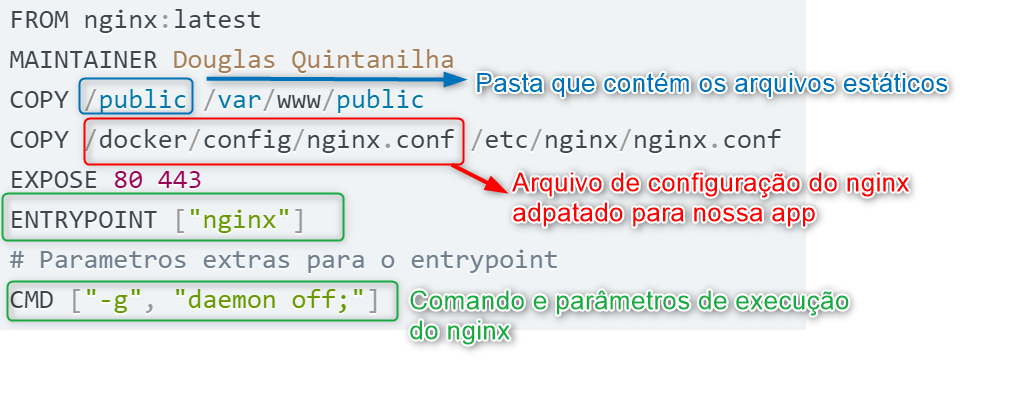 FROM nginx:latest
MAINTAINER Douglas Quintanilha
Pasta que contém os arquivos estáticos
COPY /public /var/www/public
COPY /docker/config/nginx.conf /etc/nginx/nginx.conf
EXPOSE 80 443
Arquivo de configuração do nginx
adpatado para nossa app
ENTRYPOINT ["nginx"]
# Parametros extras para o entrypoint
CMD ["-g", "daemon off;"]
Comando e parâmetros de execução
do nginx